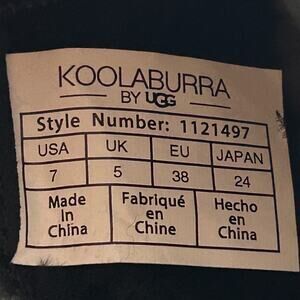 KOOLABURRA
BY UGG
Style Number: 1121497
USA UK EU JAPAN
7 5 38 24
Made Fabriqué Hecho
In en en
China Chine China